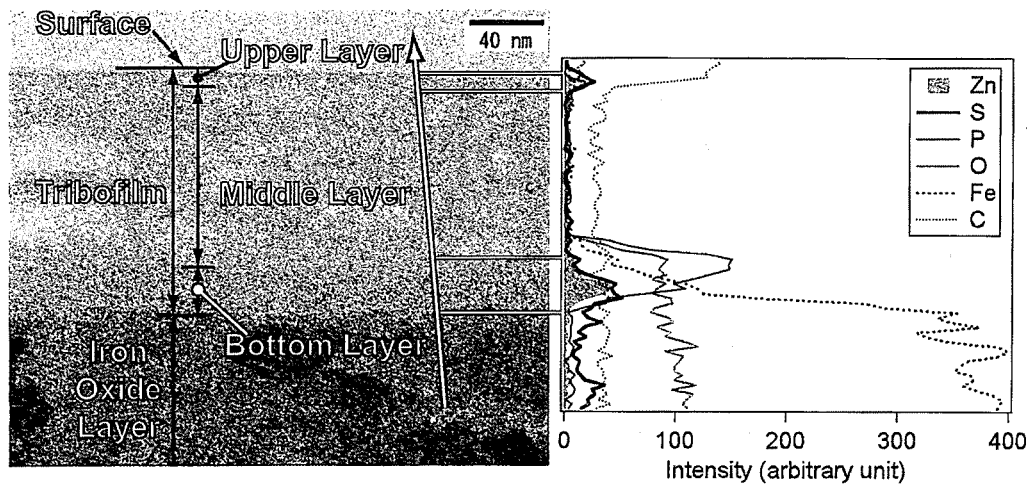 Surface
Upper Layer
40 nm
Tribofilm
Middle Layer
Bottom Layer
Iron
Oxide
Layer
Zn
S
P
O
Fe
C
0
100
200
300
400
Intensity (arbitrary unit)